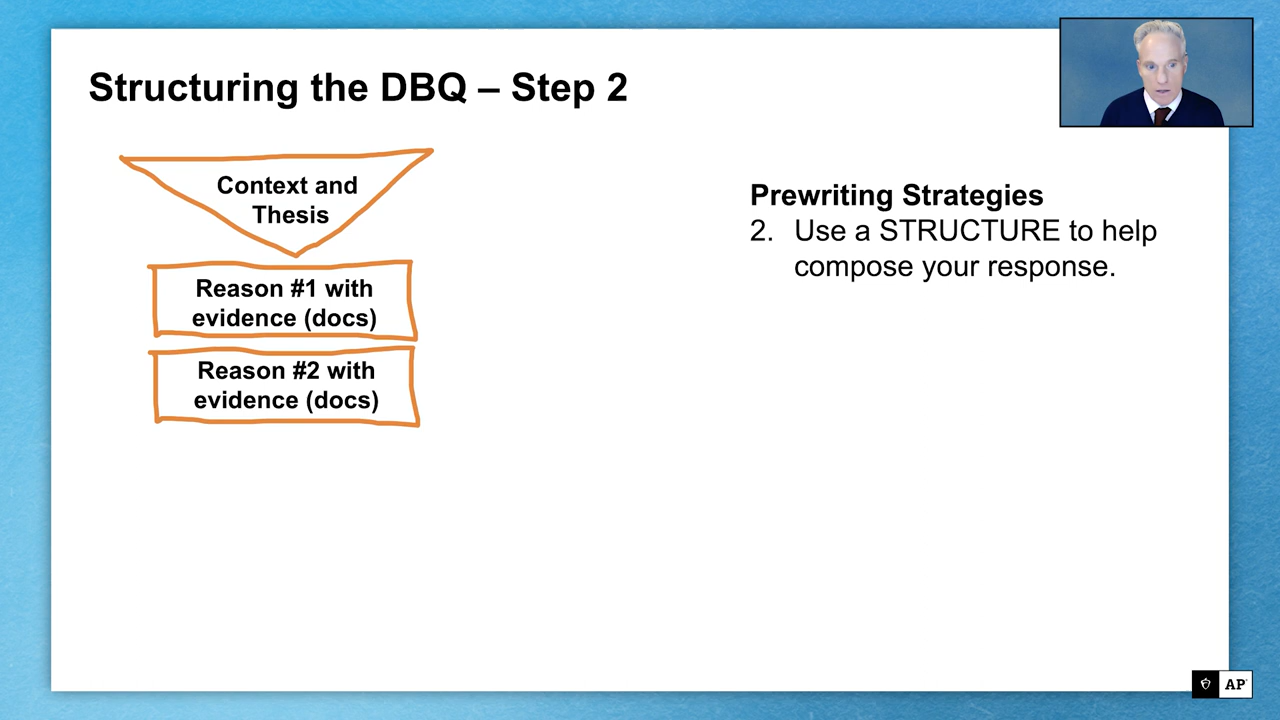 Structuring the DBQ – Step 2
Context and
Thesis
Reason #1 with
evidence (docs)
Reason #2 with
evidence (docs)
Prewriting Strategies
2. Use a STRUCTURE to help
compose your response.
AP